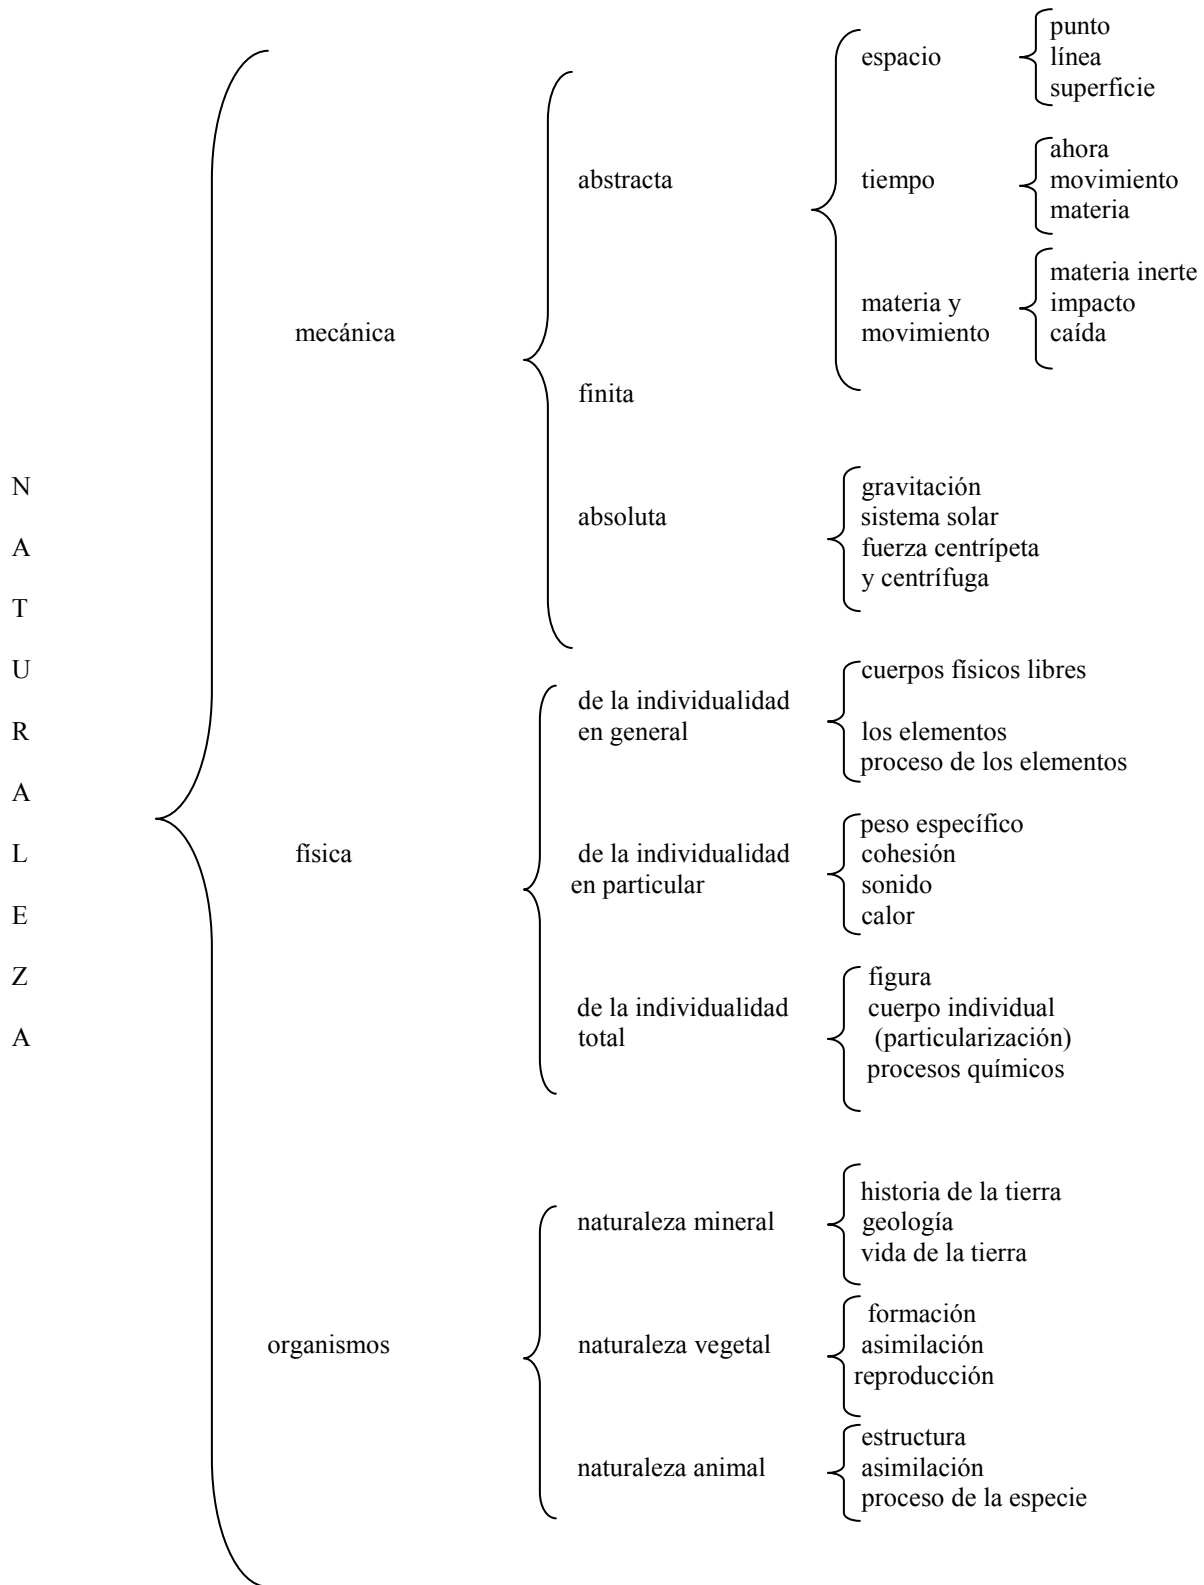 NATURALEZA
mecánica
abstracta
espacio
punto
línea
superficie
tiempo
ahora
movimiento
materia
materia y
movimiento
materia inerte
impacto
caída
finita
absoluta
gravitación
sistema solar
fuerza centrípeta
y centrífuga
física
de la individualidad
en general
cuerpos físicos libres
los elementos
proceso de los elementos
de la individualidad
en particular
peso específico
cohesión
sonido
calor
de la individualidad
total
figura
cuerpo individual
(particularización)
procesos químicos
organismos
naturaleza mineral
historia de la tierra
geología
vida de la tierra
naturaleza vegetal
formación
asimilación
reproducción
naturaleza animal
estructura
asimilación
proceso de la especie